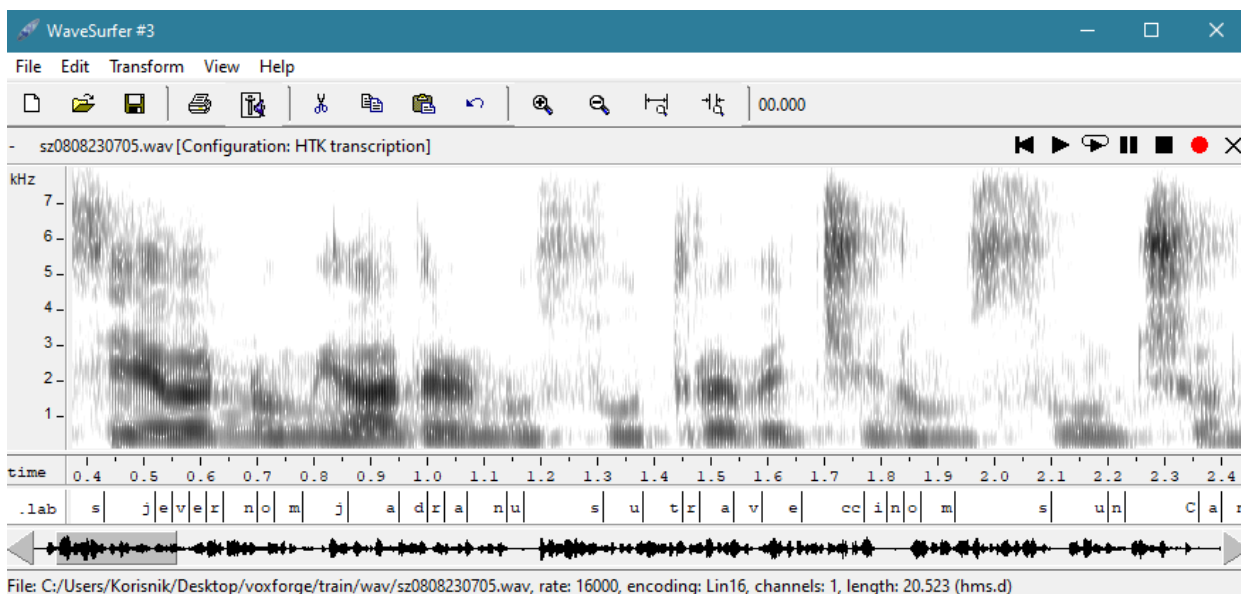 WaveSurfer #3
File Edit Transform View Help
00.000
- sz0808230705.wav [Configuration: HTK transcription]
kHz
7
6
5
4
3
2
1
time 0.4 0.5 0.6 0.7 0.8 0.9 1.0 1.1 1.2 1.3 1.4 1.5 1.6 1.7 1.8 1.9 2.0 2.1 2.2 2.3 2.4
.lab s j e v e r n o m j a d r a n u s u t r a v e cc i n o m s u n C a r
File: C:/Users/Korisnik/Desktop/voxforge/train/wav/sz0808230705.wav, rate: 16000, encoding: Lin16, channels: 1, length: 20.523 (hms.d)